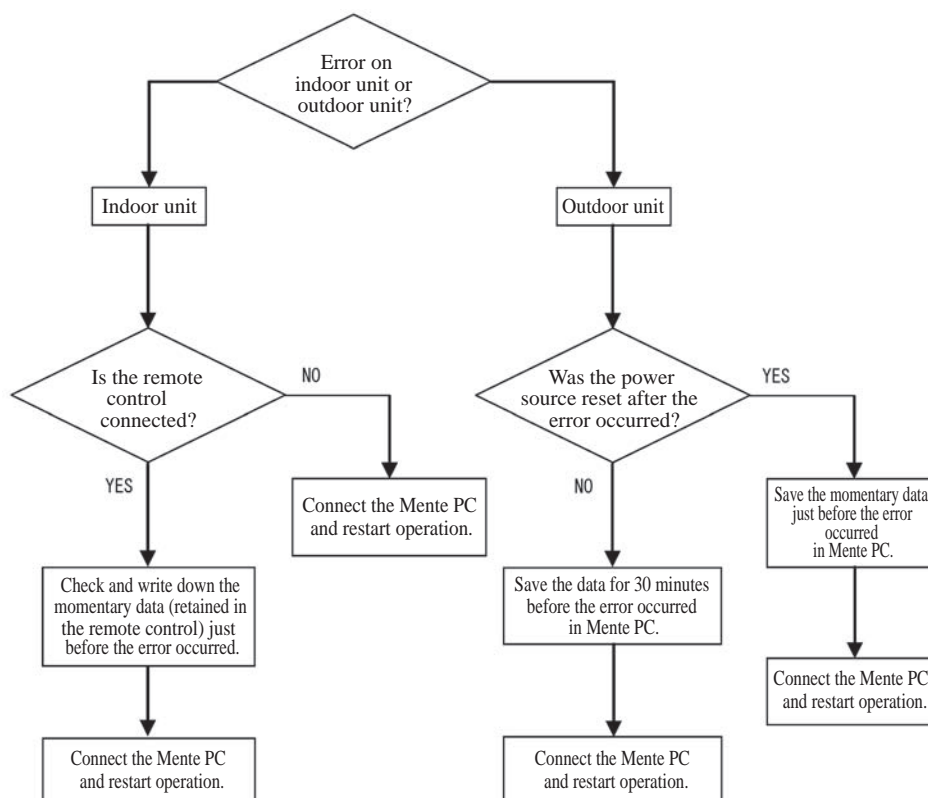 Error on
indoor unit or
outdoor unit?
Indoor unit
Outdoor unit
Is the remote
control
connected?
NO
YES
Was the power
source reset after the
error occurred?
YES
NO
Connect the Mente PC
and restart operation.
Save the momentary data
just before the error
occurred
in Mente PC.
Check and write down the
momentary data (retained in
the remote control) just
before the error occurred.
Save the data for 30 minutes
before the error occurred
in Mente PC.
Connect the Mente PC
and restart operation.
Connect the Mente PC
and restart operation.
Connect the Mente PC
and restart operation.